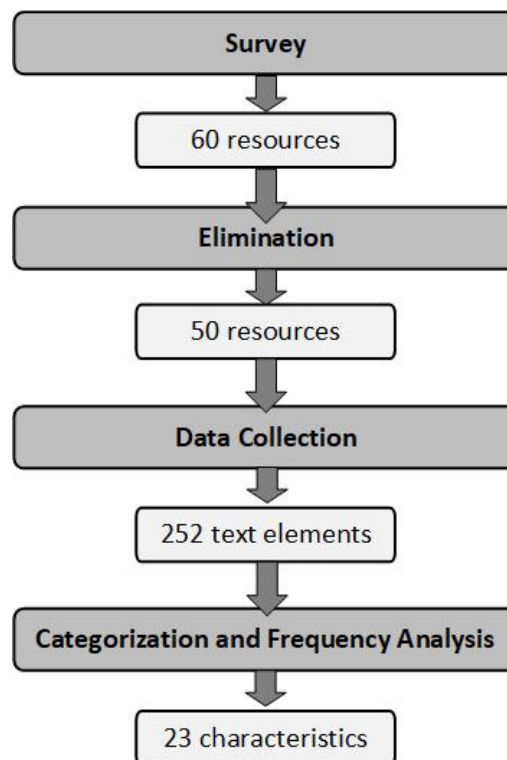 Survey
60 resources
Elimination
50 resources
Data Collection
252 text elements
Categorization and Frequency Analysis
23 characteristics